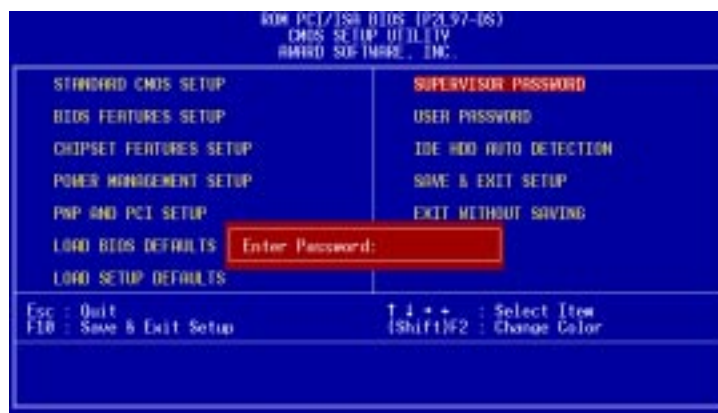 ROM PCI/ISA BIOS (P2L97-DS)
CMOS SETUP UTILITY
AWARD SOFTWARE, INC.
STANDARD CMOS SETUP
BIOS FEATURES SETUP
CHIPSET FEATURES SETUP
POWER MANAGEMENT SETUP
PNP AND PCI SETUP
LOAD BIOS DEFAULTS
LOAD SETUP DEFAULTS
SUPERVISOR PASSWORD
USER PASSWORD
IDE HDD AUTO DETECTION
SAVE & EXIT SETUP
EXIT WITHOUT SAVING
Enter Password:
Esc : Quit
F10 : Save & Exit Setup
↑ ↓ → ← : Select Item
(Shift)F2 : Change Color